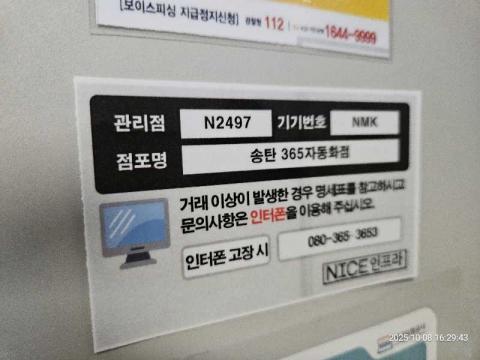 [보이스피싱 지급정지신청] 경찰청 112 1644-9999
관리점 N2497 기기번호 NMK
점포명 송탄 365자동화점
거래 이상이 발생한 경우 명세표를 참고하시고
문의사항은 인터폰을 이용해 주십시오.
인터폰 고장 시 080-365-3653
NICE인프라
2025·10·08 16:29:43